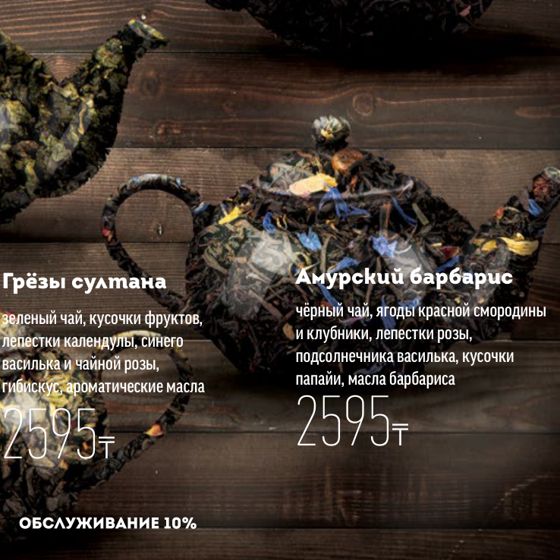 Грёзы султана
зеленый чай, кусочки фруктов,
лепестки календулы, синего
василька и чайной розы,
гибискус, ароматические масла
2595₸
Амурский барбарис
чёрный чай, ягоды красной смородины
и клубники, лепестки розы,
подсолнечника василька, кусочки
папайи, масла барбариса
2595₸
ОБСЛУЖИВАНИЕ 10%